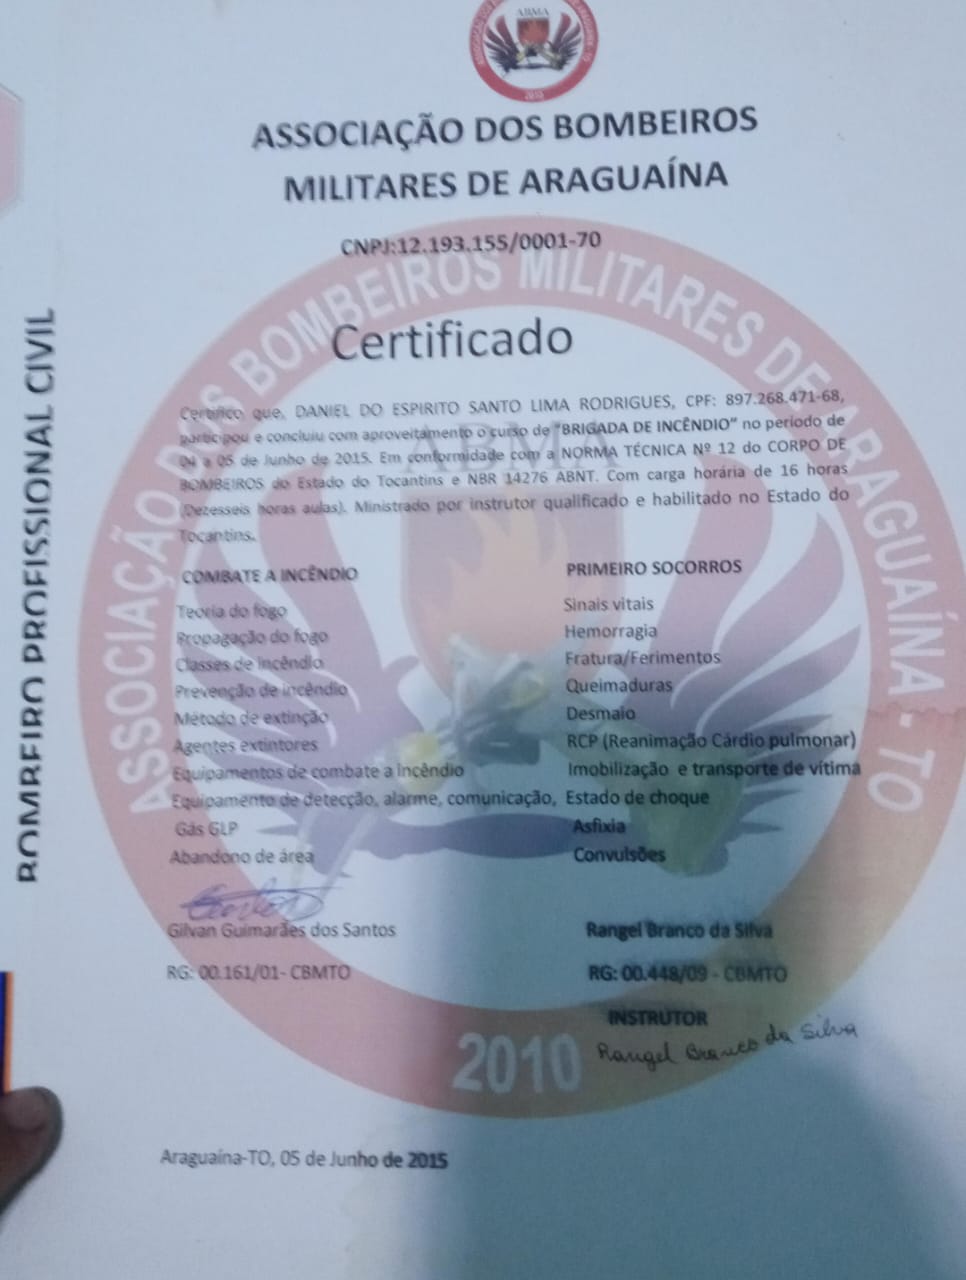 ABMA
2010
ASSOCIAÇÃO DOS BOMBEIROS
MILITARES DE ARAGUAÍNA
CNPJ:12.193.155/0001-70
Certificado
Certifico que, DANIEL DO ESPIRITO SANTO LIMA RODRIGUES, CPF: 897.268.471-68,
participou e concluiu com aproveitamento o curso de "BRIGADA DE INCÊNDIO" no período de
04 a 05 de Junho de 2015. Em conformidade com a NORMA TÉCNICA Nº 12 do CORPO DE
BOMBEIROS do Estado do Tocantins e NBR 14276 ABNT. Com carga horária de 16 horas
(Dezesseis horas aulas). Ministrado por instrutor qualificado e habilitado no Estado do
Tocantins.
COMBATE A INCÊNDIO
Teoria do fogo
Propagação do fogo
Classes de incêndio
Prevenção de incêndio
Método de extinção
Agentes extintores
Equipamentos de combate a incêndio
Equipamento de detecção, alarme, comunicação,
Gás GLP
Abandono de área
PRIMEIRO SOCORROS
Sinais vitais
Hemorragia
Fratura/Ferimentos
Queimaduras
Desmaio
RCP (Reanimação Cárdio pulmonar)
Imobilização e transporte de vítima
Estado de choque
Asfixia
Convulsões
Gilvan Guimarães dos Santos
RG: 00.161/01- CBMTO
Rangel Branco da Silva
RG: 00.448/09 - CBMTO
INSTRUTOR
Rangel Branco da Silva
Araguaína-TO, 05 de Junho de 2015
BOMBEIRO PROFISSIONAL CIVIL
ASSOCIAÇÃO DOS BOMBEIROS MILITARES DE ARAGUAÍNA - TO
ABMA
2010